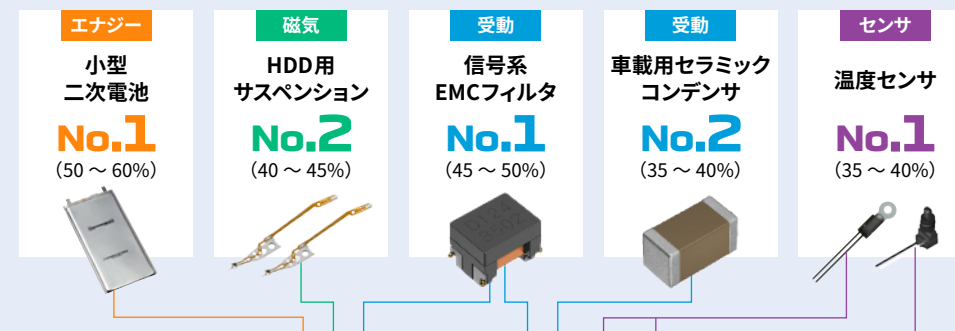 エナジー
小型
二次電池
No.1
（50 ～ 60%）
磁気
HDD用
サスペンション
No.2
（40 ～ 45%）
受動
信号系
EMCフィルタ
No.1
（45 ～ 50%）
受動
車載用セラミック
コンデンサ
No.2
（35 ～ 40%）
センサ
温度センサ
No.1
（35 ～ 40%）